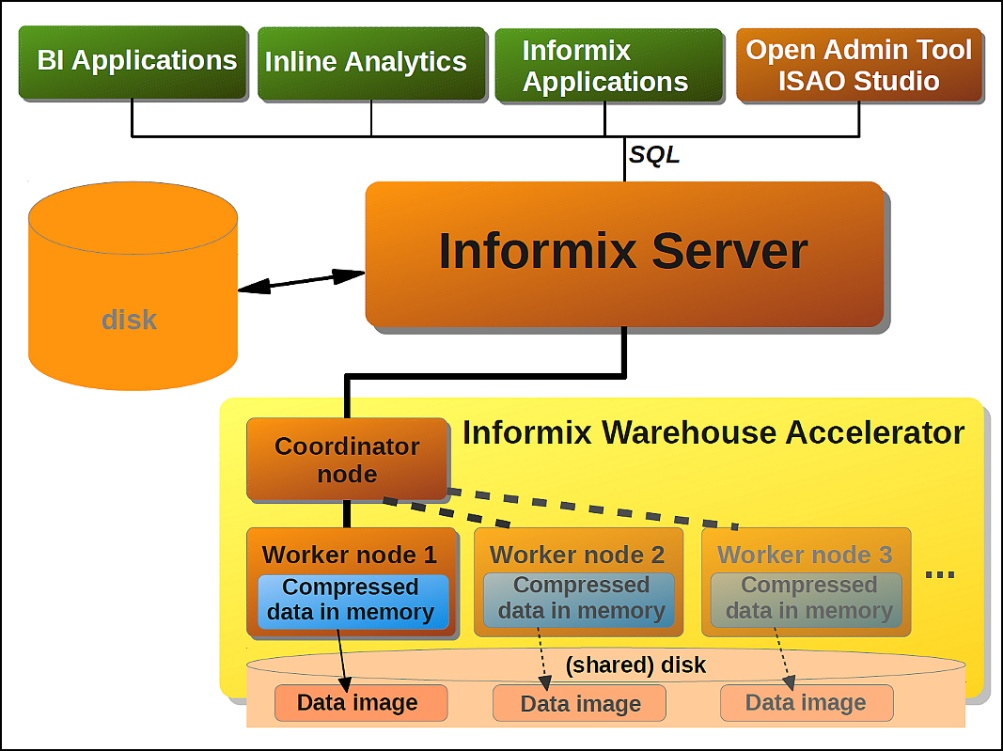 BI Applications
Inline Analytics
Informix
Applications
Open Admin Tool
ISAO Studio
SQL
Informix Server
disk
Informix Warehouse Accelerator
Coordinator
node
Worker node 1
Compressed
data in memory
Worker node 2
Compressed
data in memory
Worker node 3
Compressed
data in memory
...
(shared) disk
Data image
Data image
Data image